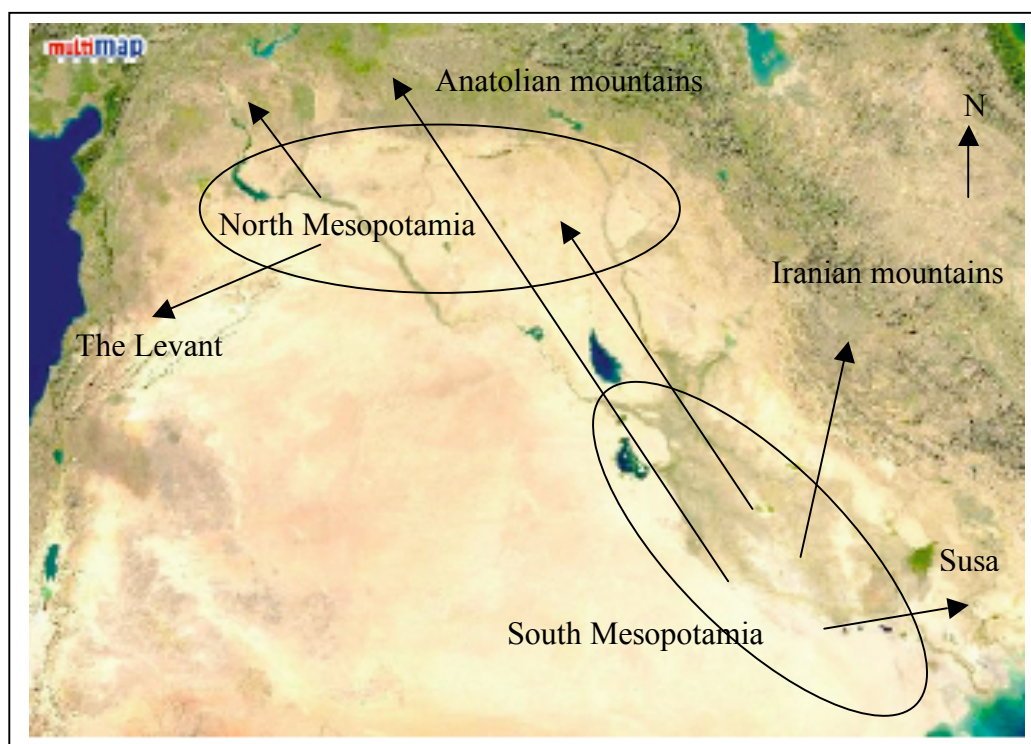 multimap
Anatolian mountains
N
North Mesopotamia
Iranian mountains
The Levant
Susa
South Mesopotamia